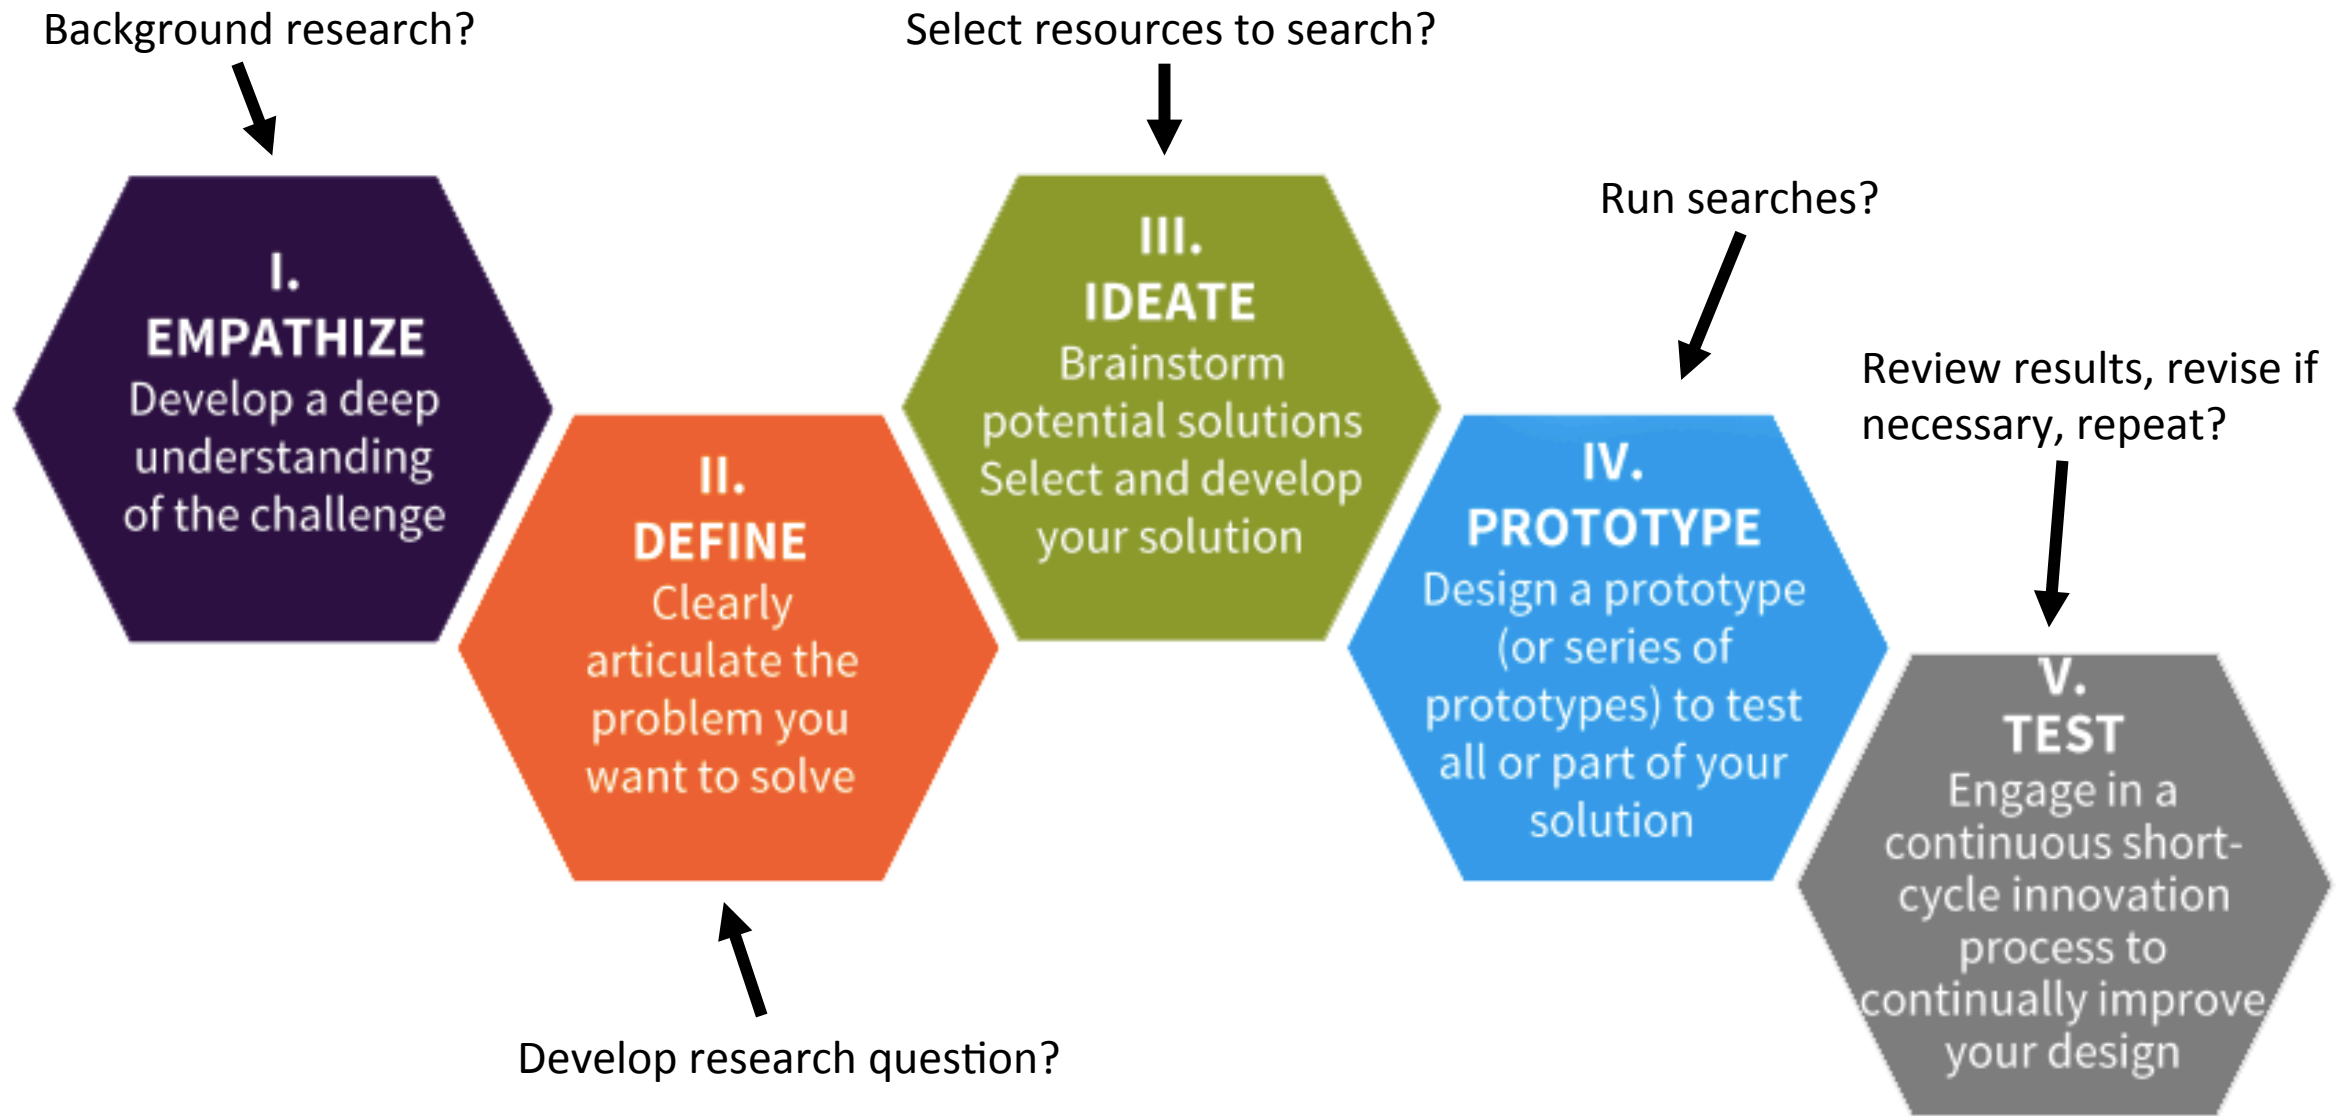 Background research?
Select resources to search?
Run searches?
Review results, revise if
necessary, repeat?
I.
EMPATHIZE
Develop a deep
understanding
of the challenge
II.
DEFINE
Clearly
articulate the
problem you
want to solve
III.
IDEATE
Brainstorm
potential solutions
Select and develop
your solution
IV.
PROTOTYPE
Design a prototype
(or series of
prototypes) to test
all or part of your
solution
V.
TEST
Engage in a
continuous short-
cycle innovation
process to
continually improve
your design
Develop research question?